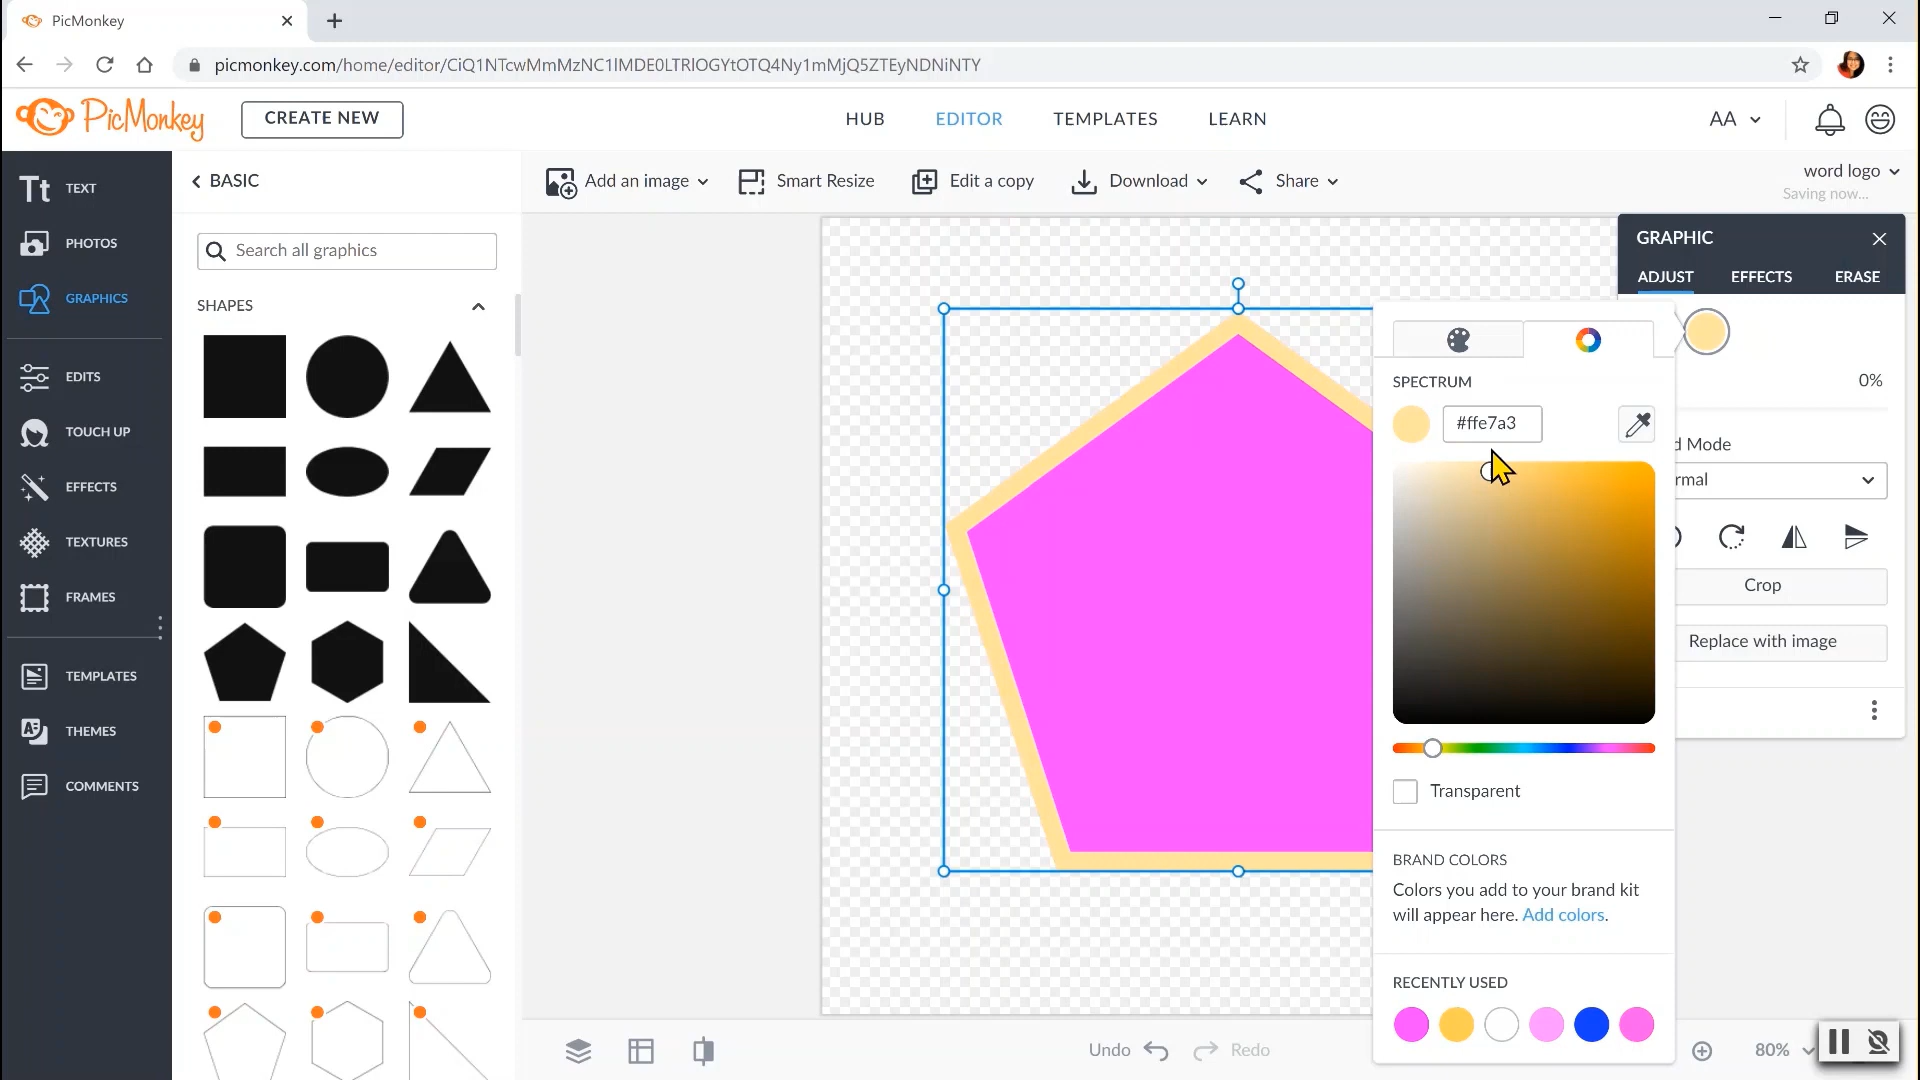 PicMonkey
picmonkey.com/home/editor/CiQ1NTcwMmMzNC1lMDE0LTRlOGYtOTQ4Ny1mMjQ5ZTEyNDNiNTY
PicMonkey
CREATE NEW
HUB
EDITOR
TEMPLATES
LEARN
AA
Tt TEXT
PHOTOS
GRAPHICS
EDITS
TOUCH UP
EFFECTS
TEXTURES
FRAMES
TEMPLATES
THEMES
COMMENTS
BASIC
Search all graphics
SHAPES
Add an image
Smart Resize
Edit a copy
Download
Share
word logo
Saving now...
GRAPHIC
ADJUST
EFFECTS
ERASE
0%
d Mode
rmal
Crop
Replace with image
SPECTRUM
#ffe7a3
Transparent
BRAND COLORS
Colors you add to your brand kit
will appear here. Add colors.
RECENTLY USED
Undo
Redo
80%